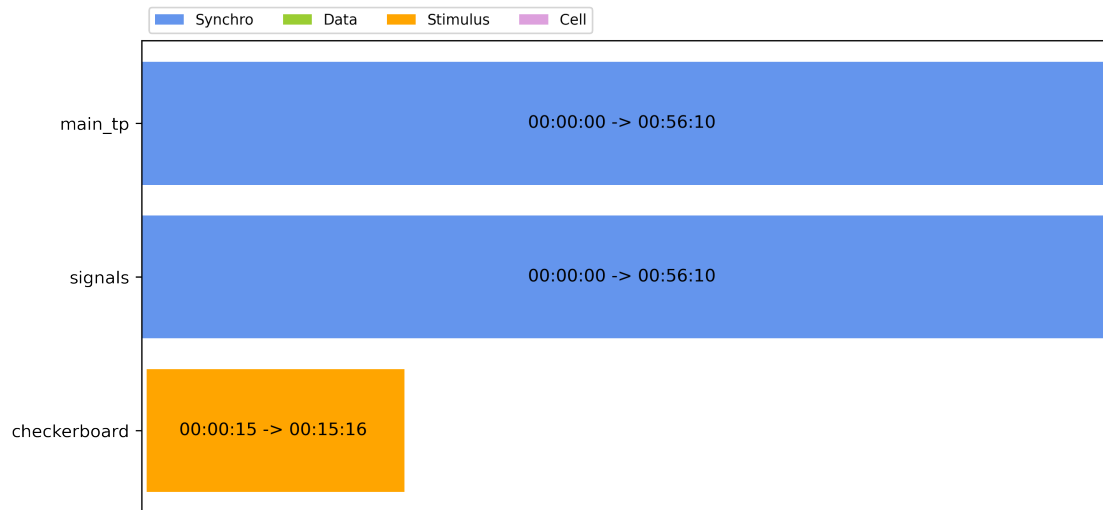 Synchro Data Stimulus Cell
main_tp
00:00:00 -> 00:56:10
signals
00:00:00 -> 00:56:10
checkerboard
00:00:15 -> 00:15:16